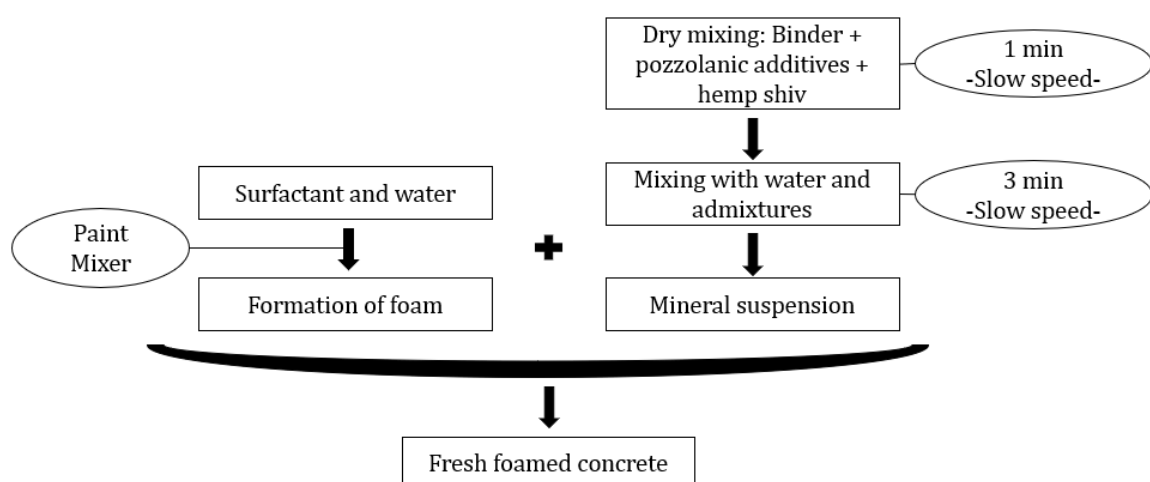 Dry mixing: Binder +
pozzolanic additives +
hemp shiv
1 min
-Slow speed-
Surfactant and water
Mixing with water and
admixtures
3 min
-Slow speed-
Paint
Mixer
Formation of foam
Mineral suspension
Fresh foamed concrete